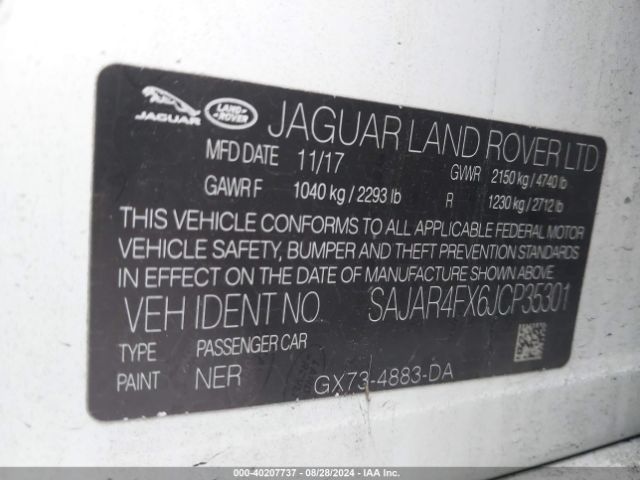 JAGUAR
LAND ROVER
JAGUAR LAND ROVER LTD
MFD DATE 11/17 GVWR 2150 kg / 4740 lb
GAWR F 1040 kg / 2293 lb R 1230 kg / 2712 lb
THIS VEHICLE CONFORMS TO ALL APPLICABLE FEDERAL MOTOR
VEHICLE SAFETY, BUMPER AND THEFT PREVENTION STANDARDS
IN EFFECT ON THE DATE OF MANUFACTURE SHOWN ABOVE.
VEH IDENT NO. SAJAR4FX6JCP35301
TYPE PASSENGER CAR
PAINT NER GX73-4883-DA
000-40207737 - 08/28/2024 - IAA Inc.